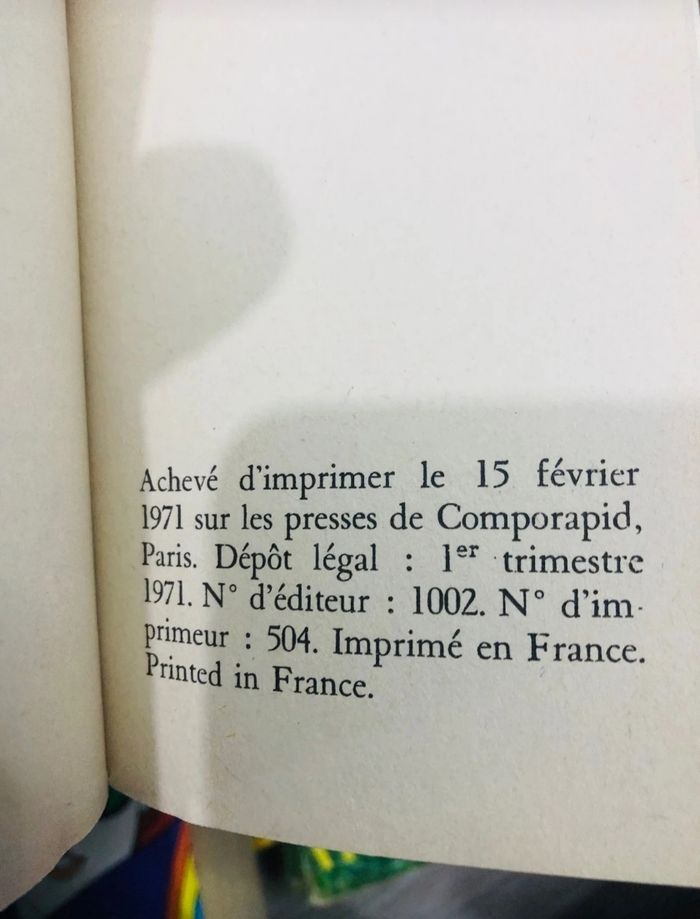 Achevé d'imprimer le 15 février
1971 sur les presses de Comporapid,
Paris. Dépôt légal : 1er trimestre
1971. N° d'éditeur : 1002. N° d'im-
primeur : 504. Imprimé en France.
Printed in France.